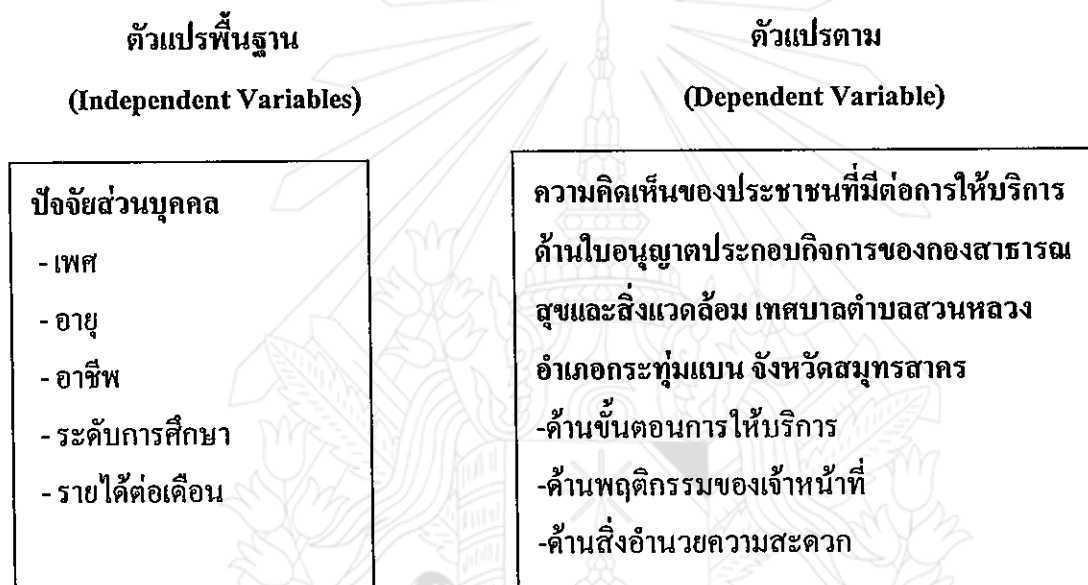 ตัวแปรพื้นฐาน
(Independent Variables)
ปัจจัยส่วนบุคคล
- เพศ
- อายุ
- อาชีพ
- ระดับการศึกษา
- รายได้ต่อเดือน
ตัวแปรตาม
(Dependent Variable)
ความคิดเห็นของประชาชนที่มีต่อการให้บริการ
ด้านใบอนุญาตประกอบกิจการของกองสาธารณ
สุขและสิ่งแวดล้อม เทศบาลตำบลสวนหลวง
อำเภอกระทุ่มแบน จังหวัดสมุทรสาคร
-ด้านขั้นตอนการให้บริการ
-ด้านพฤติกรรมของเจ้าหน้าที่
-ด้านสิ่งอำนวยความสะดวก